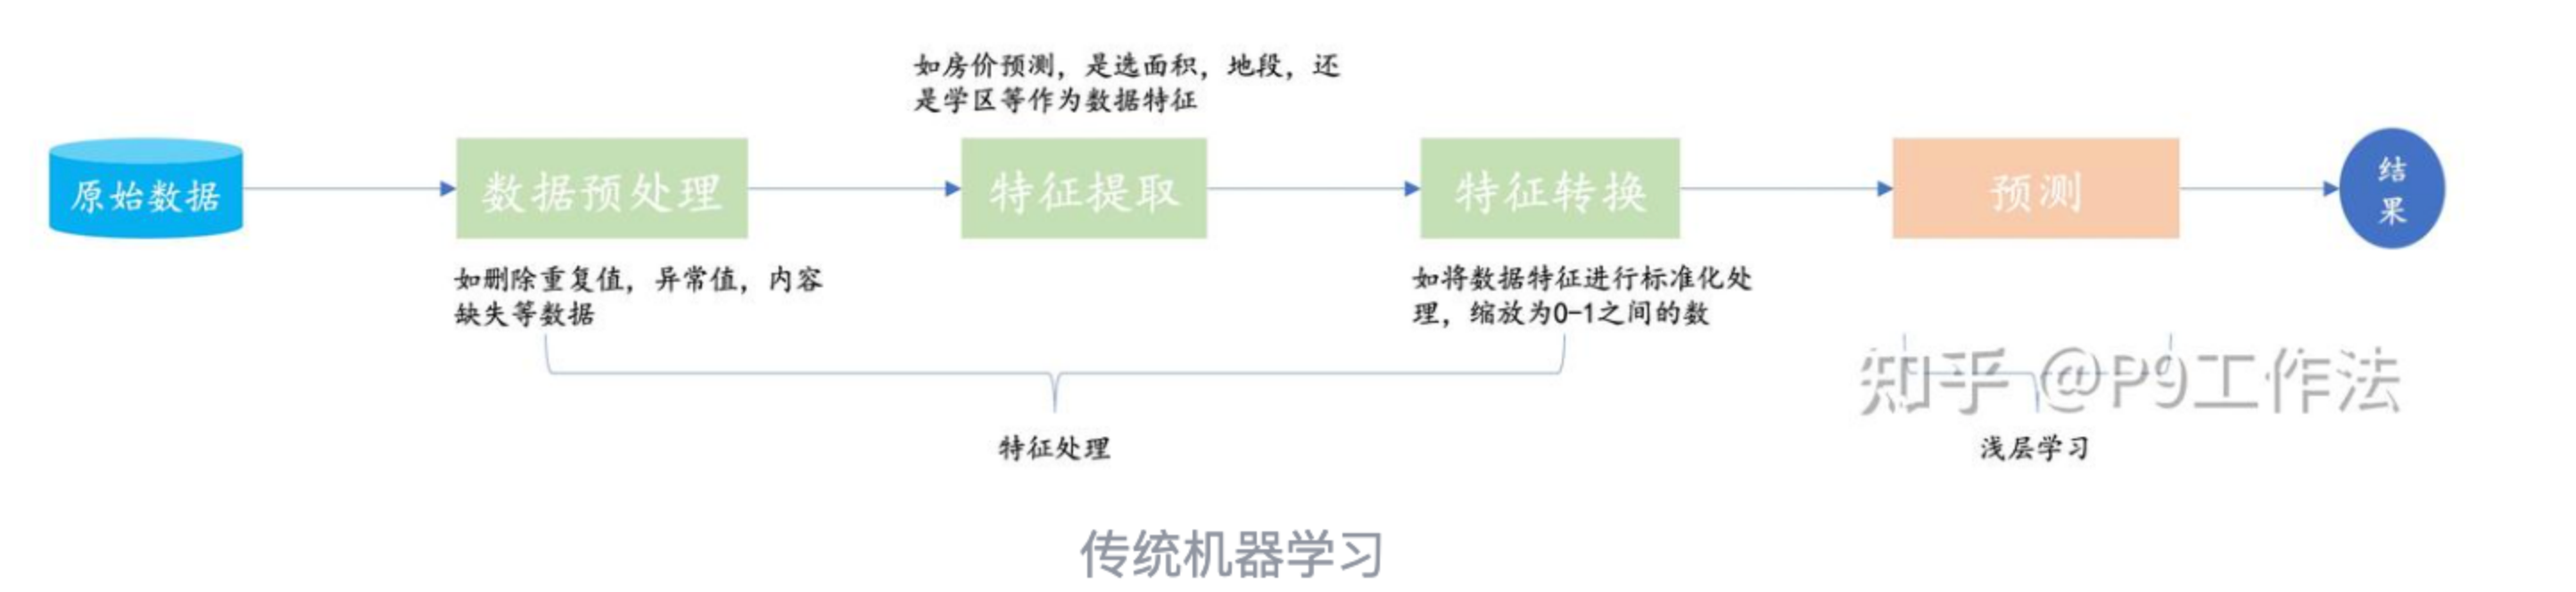 如房价预测，是选面积，地段，还
是学区等作为数据特征
原始数据
数据预处理
特征提取
特征转换
预测
结
果
如删除重复值，异常值，内容
缺失等数据
如将数据特征进行标准化处
理，缩放为0-1之间的数
知乎 @P9工作法
特征处理
浅层学习
传统机器学习